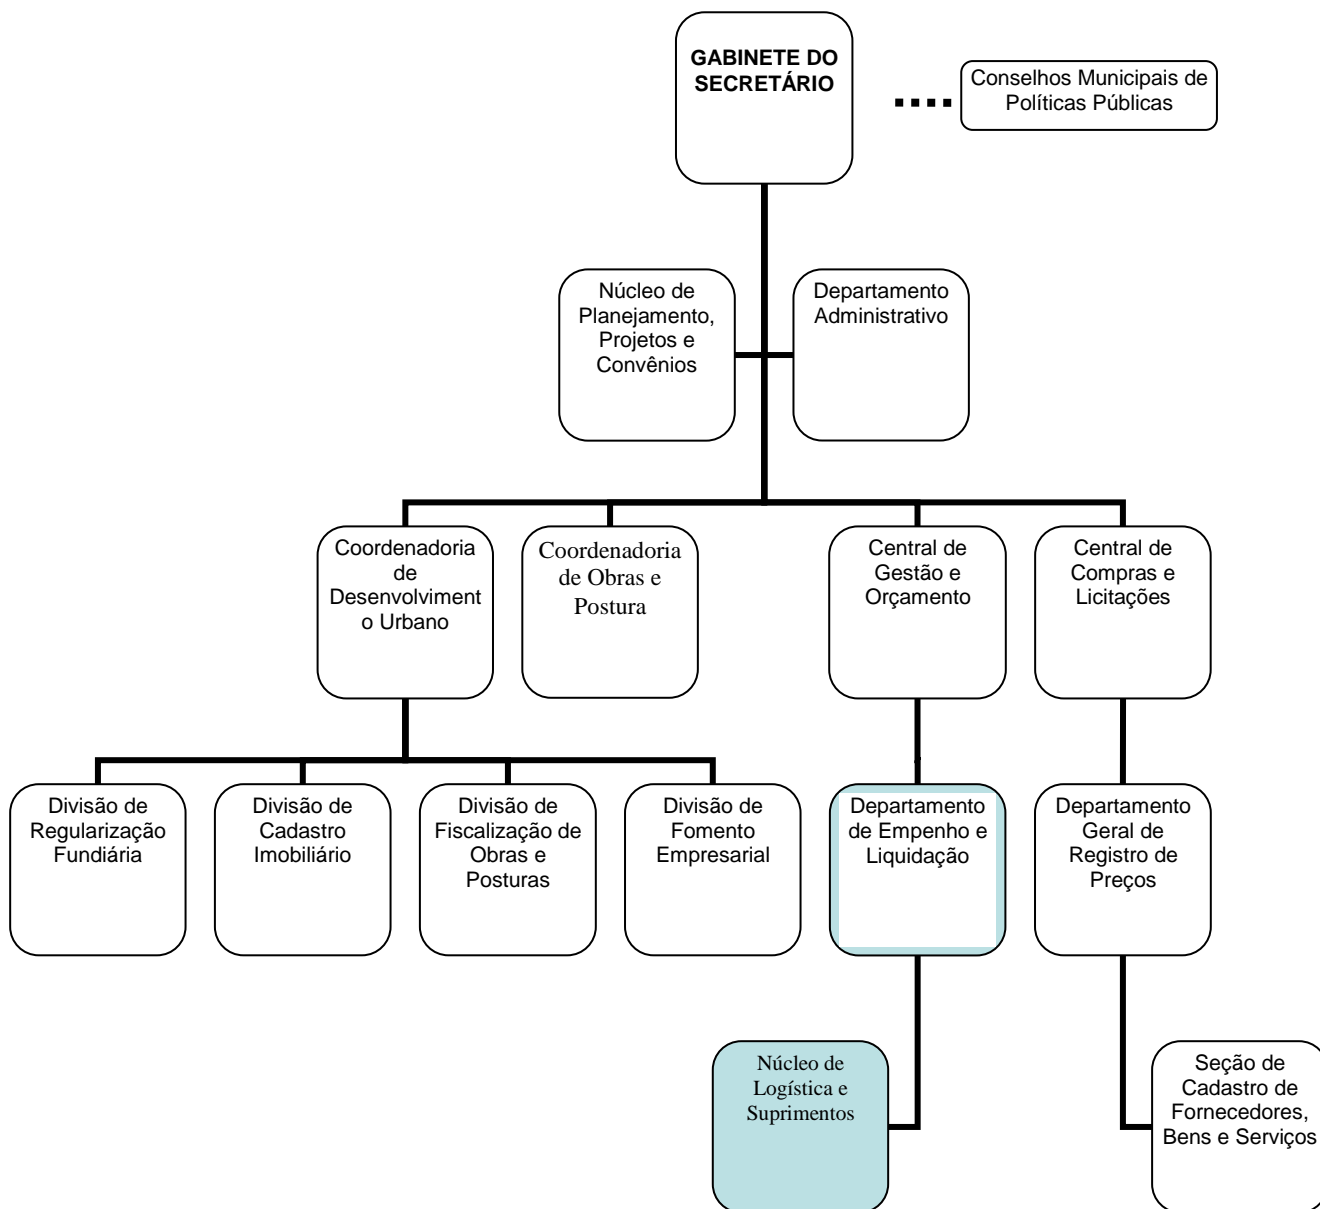 GABINETE DO
SECRETÁRIO
Conselhos Municipais de
Políticas Públicas
Núcleo de
Planejamento,
Projetos e
Convênios
Departamento
Administrativo
Coordenadoria
de
Desenvolviment
o Urbano
Coordenadoria
de Obras e
Postura
Central de
Gestão e
Orçamento
Central de
Compras e
Licitações
Divisão de
Regularização
Fundiária
Divisão de
Cadastro
Imobiliário
Divisão de
Fiscalização de
Obras e
Posturas
Divisão de
Fomento
Empresarial
Departamento
de Empenho e
Liquidação
Departamento
Geral de
Registro de
Preços
Núcleo de
Logística e
Suprimentos
Seção de
Cadastro de
Fornecedores,
Bens e Serviços